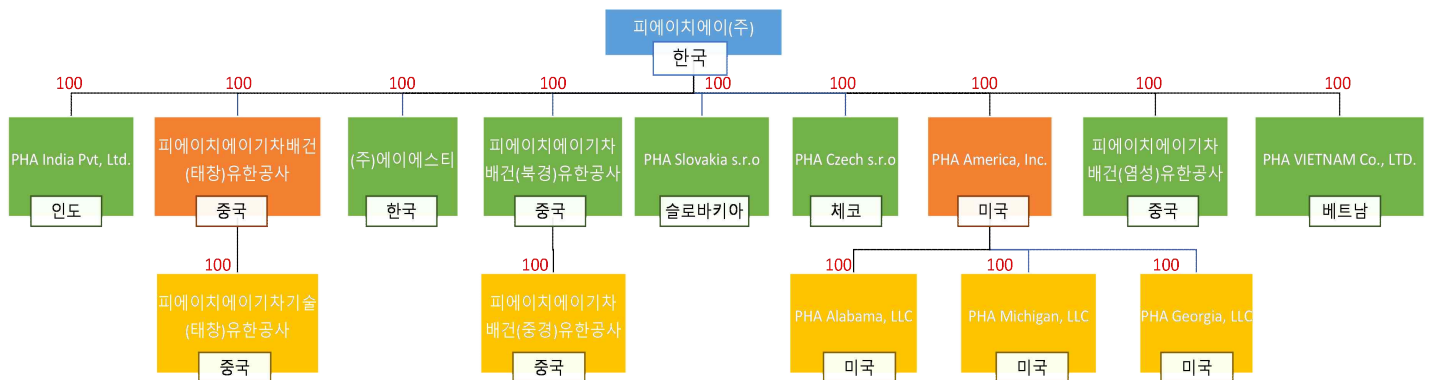 피에이치에이(주)
한국
100
100
100
100
100
100
100
100
100
PHA India Pvt, Ltd.
인도
피에이치에이기차배건
(태창)유한공사
중국
(주)에이에스티
한국
피에이치에이기차
배건(북경)유한공사
중국
PHA Slovakia s.r.o
슬로바키아
PHA Czech s.r.o
체코
PHA America, Inc.
미국
피에이치에이기차
배건(염성)유한공사
중국
PHA VIETNAM Co., LTD.
베트남
100
100
100
100
100
피에이치에이기차기술
(태창)유한공사
중국
피에이치에이기차
배건(중경)유한공사
중국
PHA Alabama, LLC
미국
PHA Michigan, LLC
미국
PHA Georgia, LLC
미국